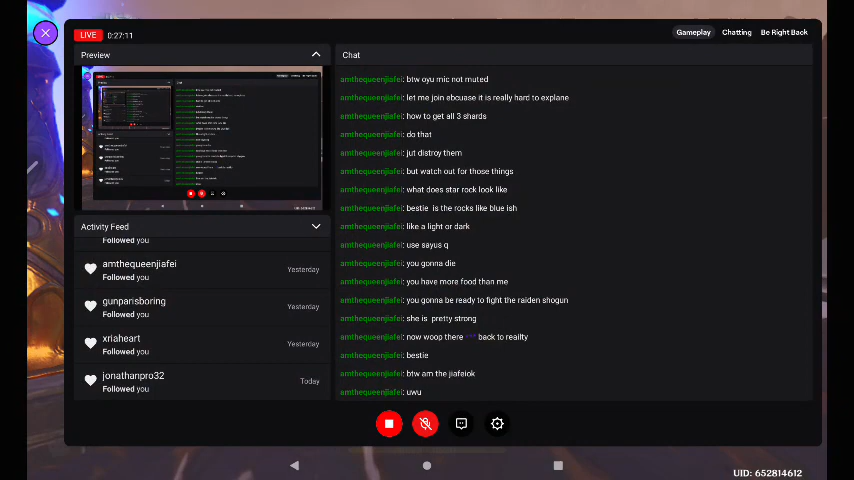 LIVE 0:27:11
Gameplay Chatting Be Right Back
Preview
Activity Feed
Followed you
amthequeenjiafei
Followed you
Yesterday
gunparisboring
Followed you
Yesterday
xriaheart
Followed you
Yesterday
jonathanpro32
Followed you
Today
Chat
amthequeenjiafei: btw oyu mic not muted
amthequeenjiafei: let me join ebcuase it is really hard to explane
amthequeenjiafei: how to get all 3 shards
amthequeenjiafei: do that
amthequeenjiafei: jut distroy them
amthequeenjiafei: but watch out for those things
amthequeenjiafei: what does star rock look like
amthequeenjiafei: bestie is the rocks like blue ish
amthequeenjiafei: like a light or dark
amthequeenjiafei: use sayus q
amthequeenjiafei: you gonna die
amthequeenjiafei: you have more food than me
amthequeenjiafei: you gonna be ready to fight the raiden shogun
amthequeenjiafei: she is pretty strong
amthequeenjiafei: now woop there *** back to reailty
amthequeenjiafei: bestie
amthequeenjiafei: btw am the jiafeiok
amthequeenjiafei: uwu
UID: 652814612